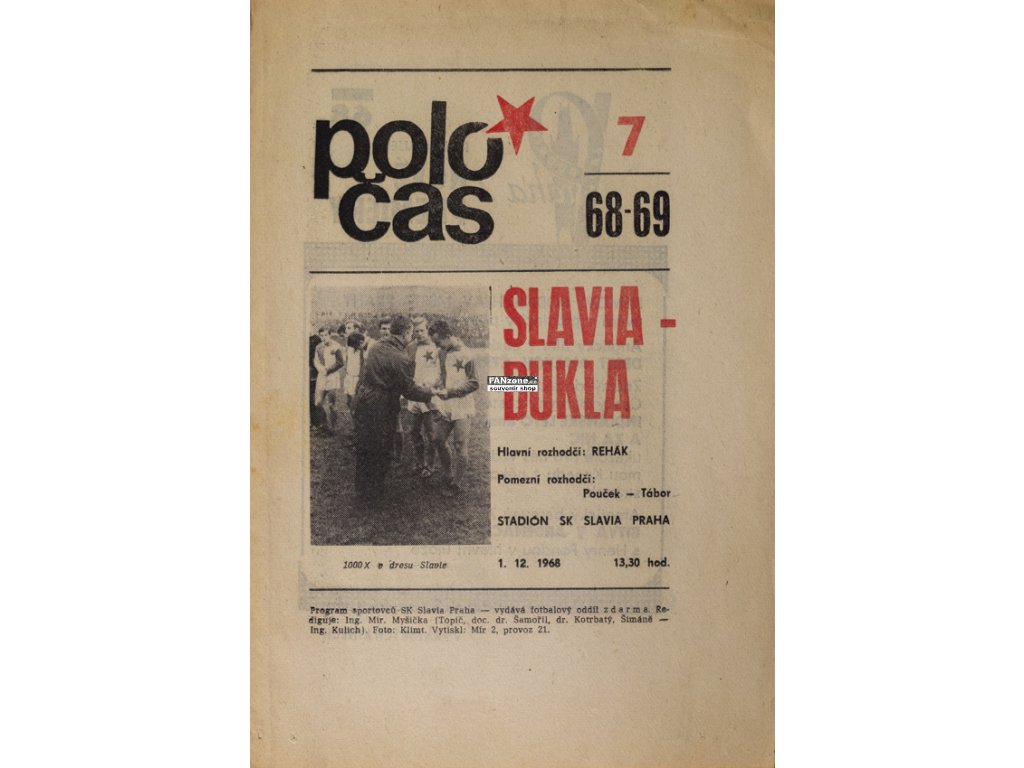 polo
čas
7
68-69
SLAVIA -
DUKLA
FANzone.cz
souvenir shop
Hlavní rozhodčí: REHÁK
Pomezní rozhodčí:
Pouček — Tábor
STADIÓN SK SLAVIA PRAHA
1. 12. 1968 13,30 hod.
1000X v dresu Slavie
Program sportovců SK Slavia Praha — vydává fotbalový oddíl zdarma. Re-
diguje: Ing. Mir. Myšička (Topič, doc. dr. Šamořil, dr. Kotrbatý, Šimáně —
Ing. Kulich). Foto: Klimt. Vytiskl: Mír 2, provoz 21.